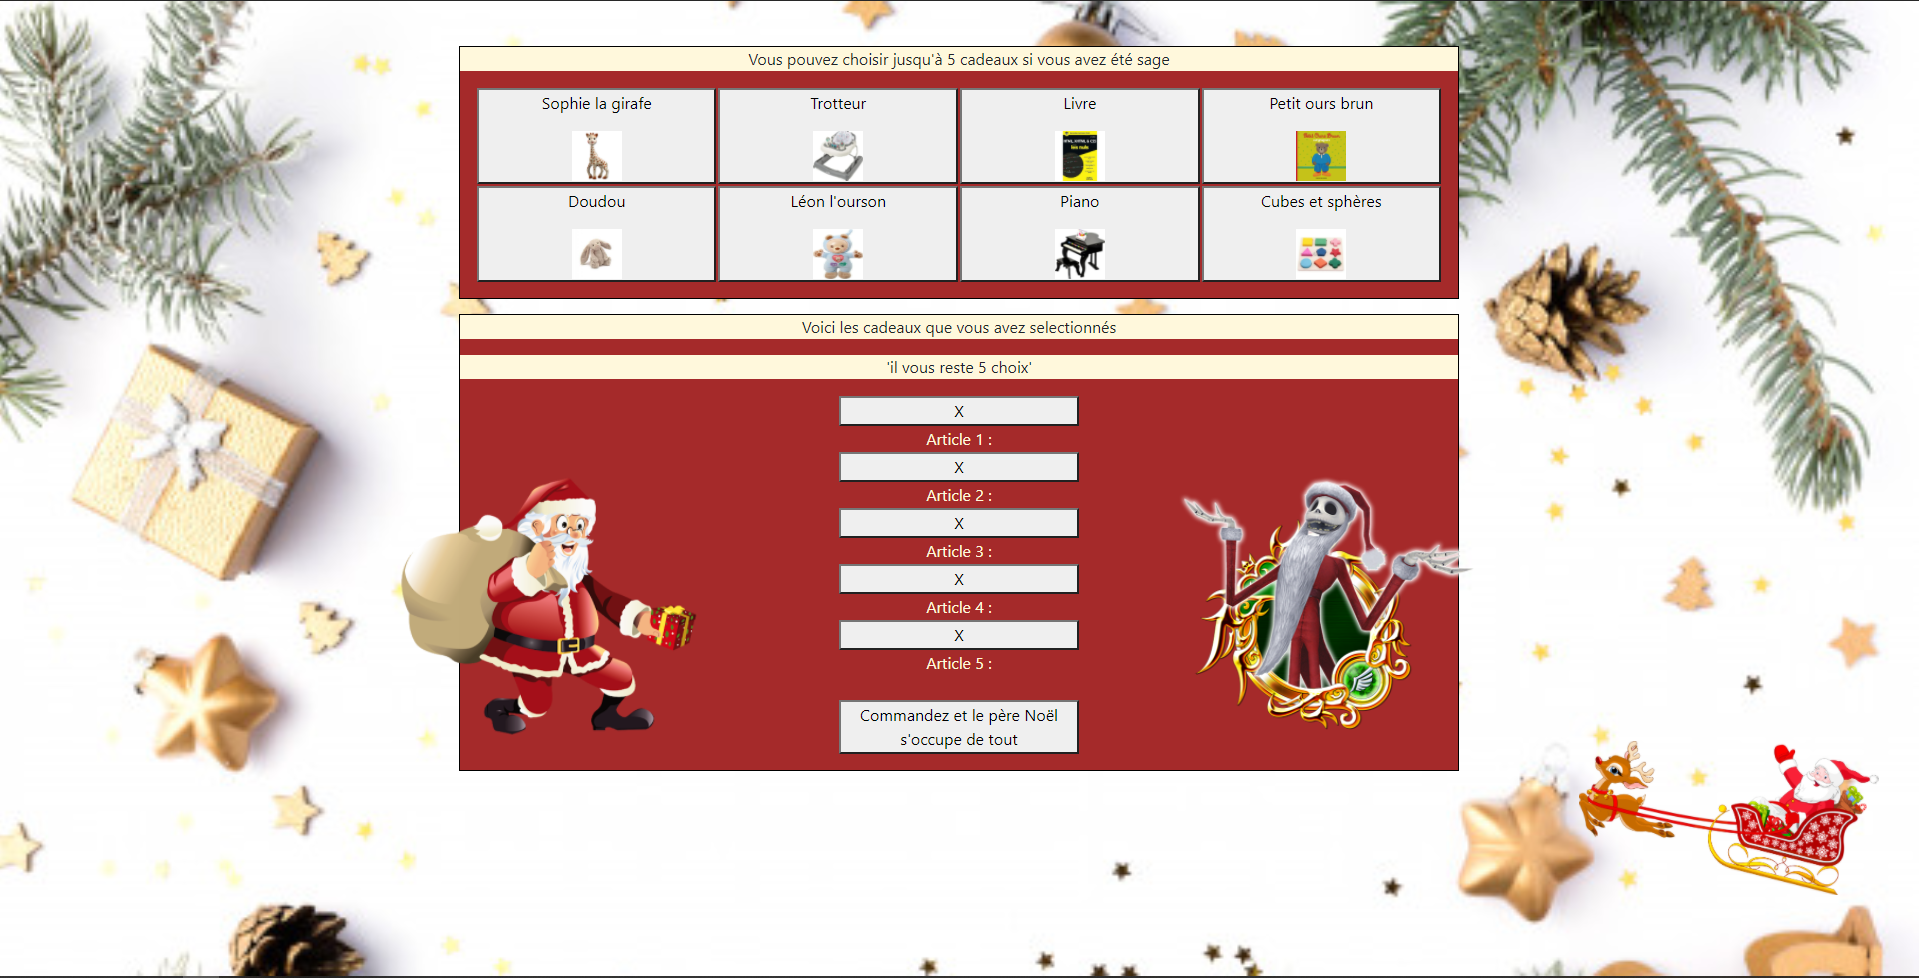 Vous pouvez choisir jusqu'à 5 cadeaux si vous avez été sage
Sophie la girafe
Trotteur
Livre
Petit ours brun
Doudou
Léon l'ourson
Piano
Cubes et sphères
Voici les cadeaux que vous avez selectionnés
'il vous reste 5 choix'
X
Article 1 :
X
Article 2 :
X
Article 3 :
X
Article 4 :
X
Article 5 :
Commandez et le père Noël
s'occupe de tout